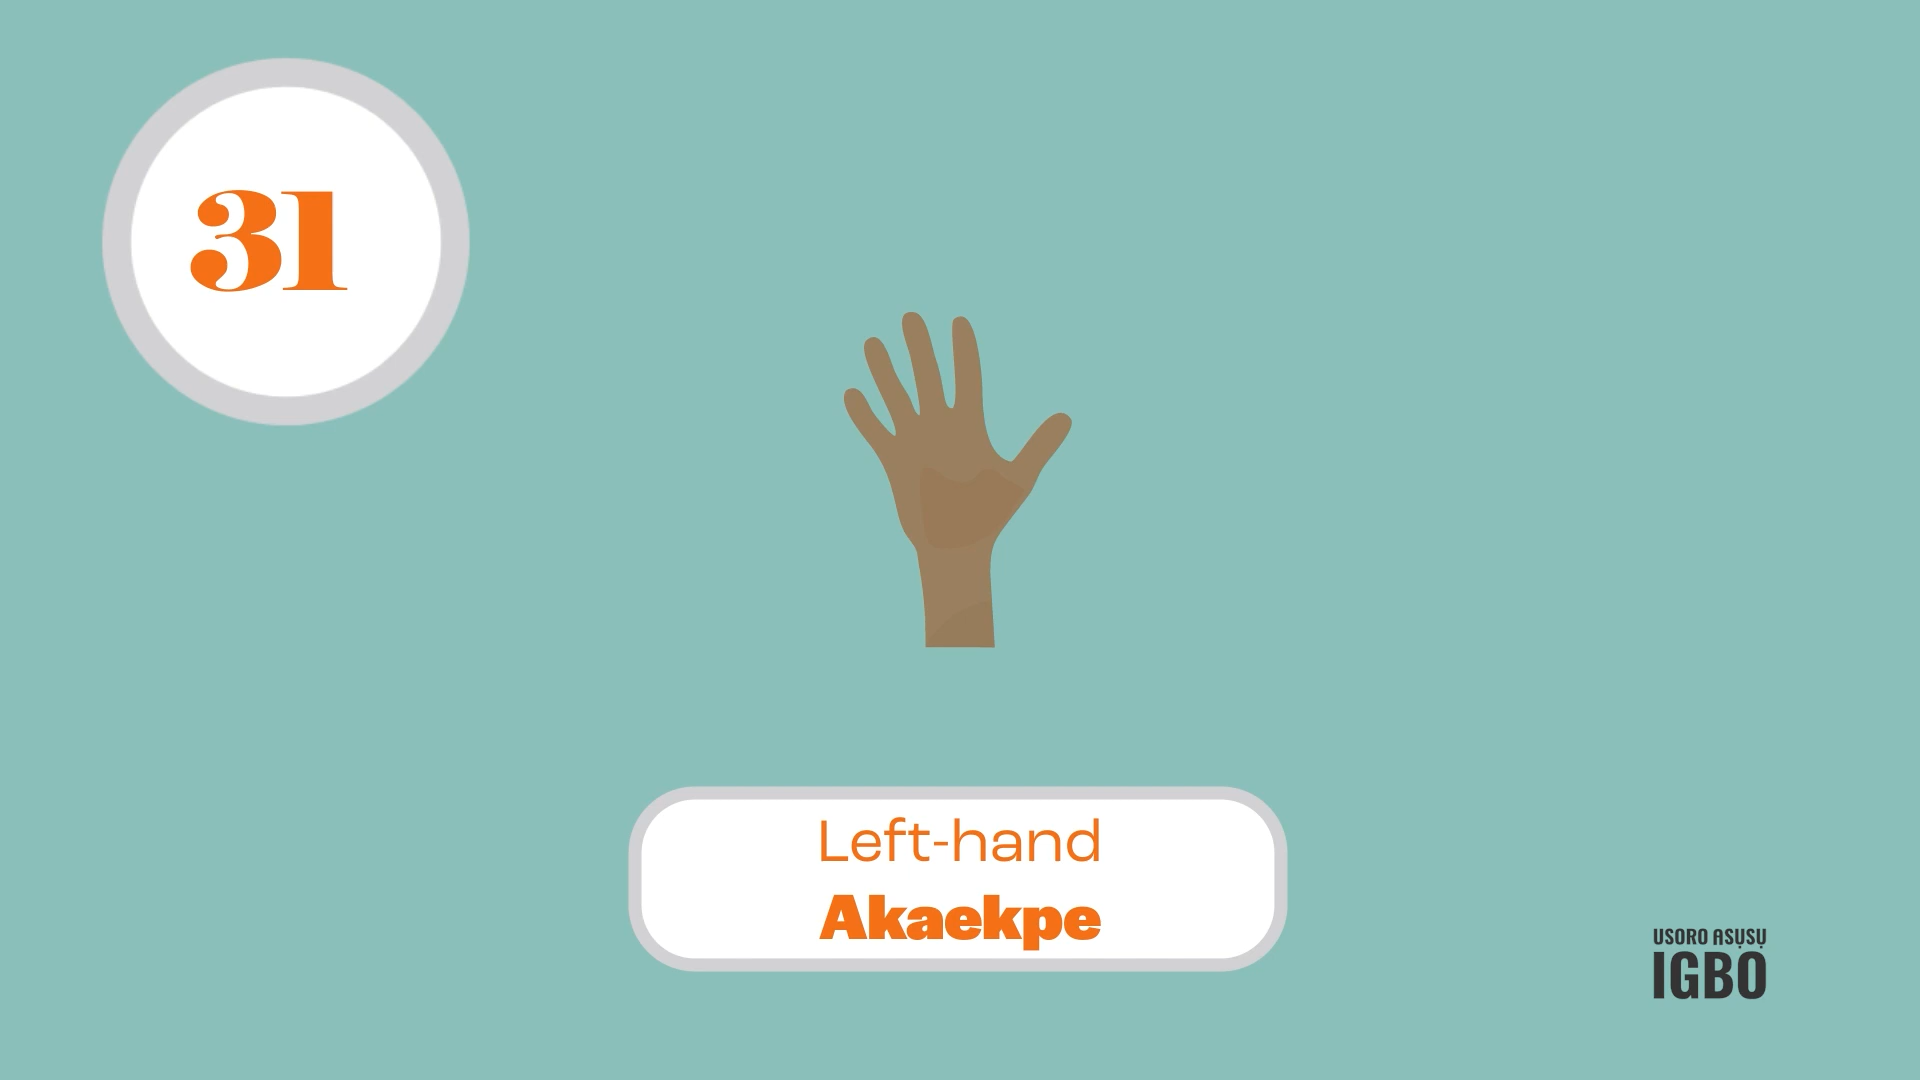 31
Left-hand
Akaekpe
USORO ASỤSỤ
IGBO